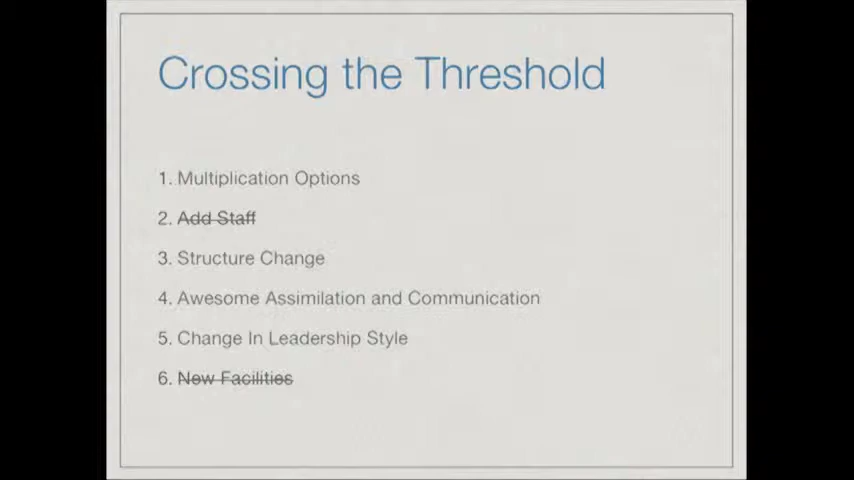 Crossing the Threshold
1. Multiplication Options
2. Add Staff
3. Structure Change
4. Awesome Assimilation and Communication
5. Change In Leadership Style
6. New Facilities